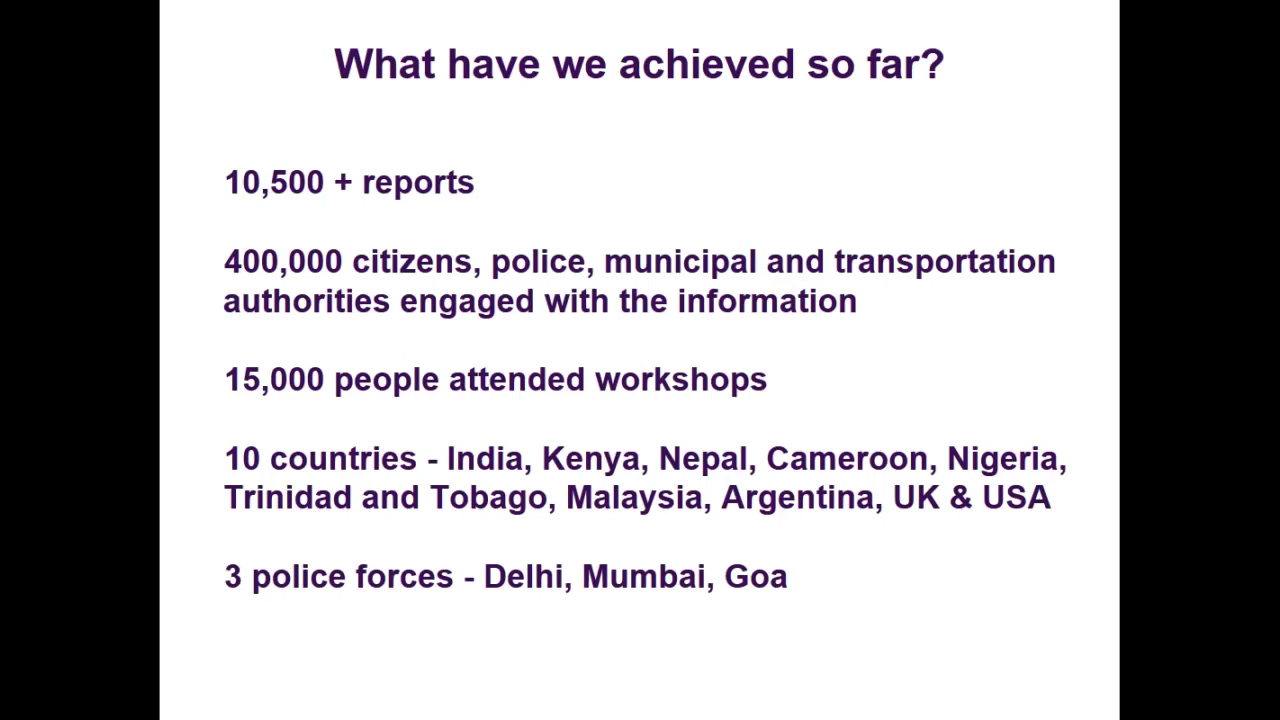 What have we achieved so far?
10,500 + reports
400,000 citizens, police, municipal and transportation
authorities engaged with the information
15,000 people attended workshops
10 countries - India, Kenya, Nepal, Cameroon, Nigeria,
Trinidad and Tobago, Malaysia, Argentina, UK & USA
3 police forces - Delhi, Mumbai, Goa